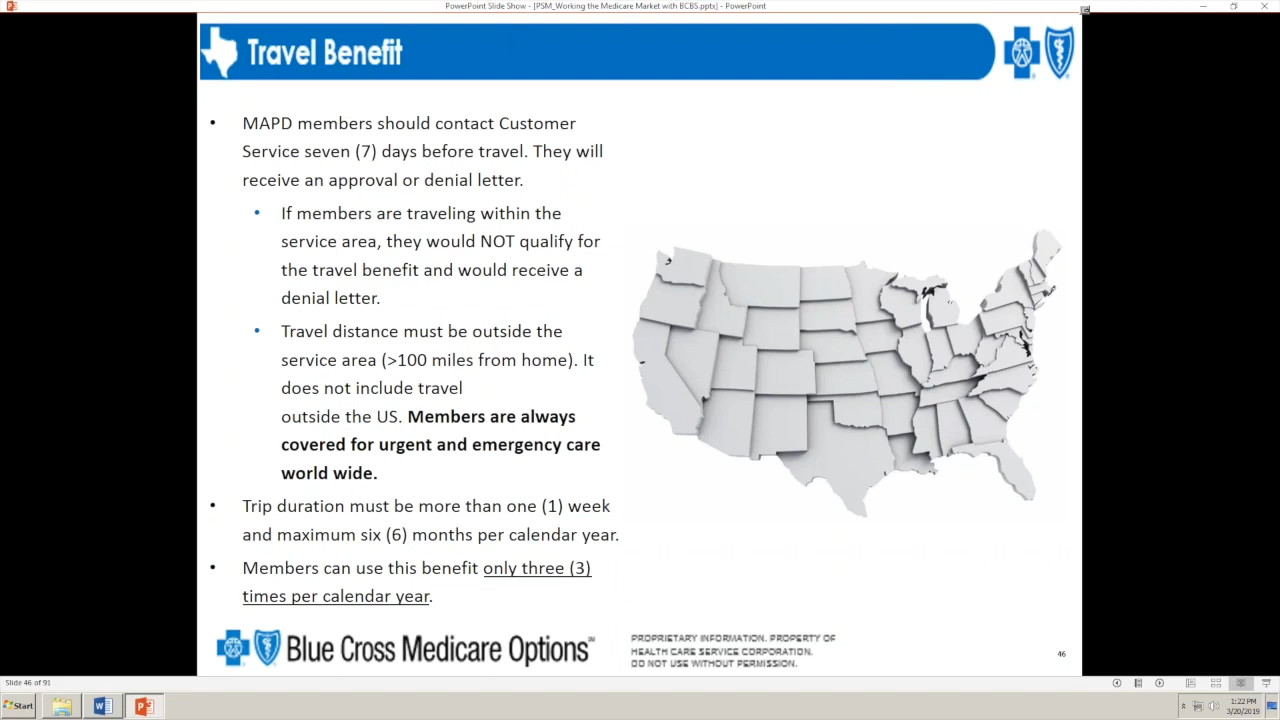 PowerPoint Slide Show - [PSM_Working the Medicare Market with BCBS.pptx] - PowerPoint
Travel Benefit
• MAPD members should contact Customer
Service seven (7) days before travel. They will
receive an approval or denial letter.
• If members are traveling within the
service area, they would NOT qualify for
the travel benefit and would receive a
denial letter.
• Travel distance must be outside the
service area (>100 miles from home). It
does not include travel
outside the US. Members are always
covered for urgent and emergency care
world wide.
• Trip duration must be more than one (1) week
and maximum six (6) months per calendar year.
• Members can use this benefit only three (3)
times per calendar year.
Blue Cross Medicare Options℠
PROPRIETARY INFORMATION. PROPERTY OF
HEALTH CARE SERVICE CORPORATION.
DO NOT USE WITHOUT PERMISSION.
46
Slide 46 of 91
Start
1:22 PM
3/20/2019